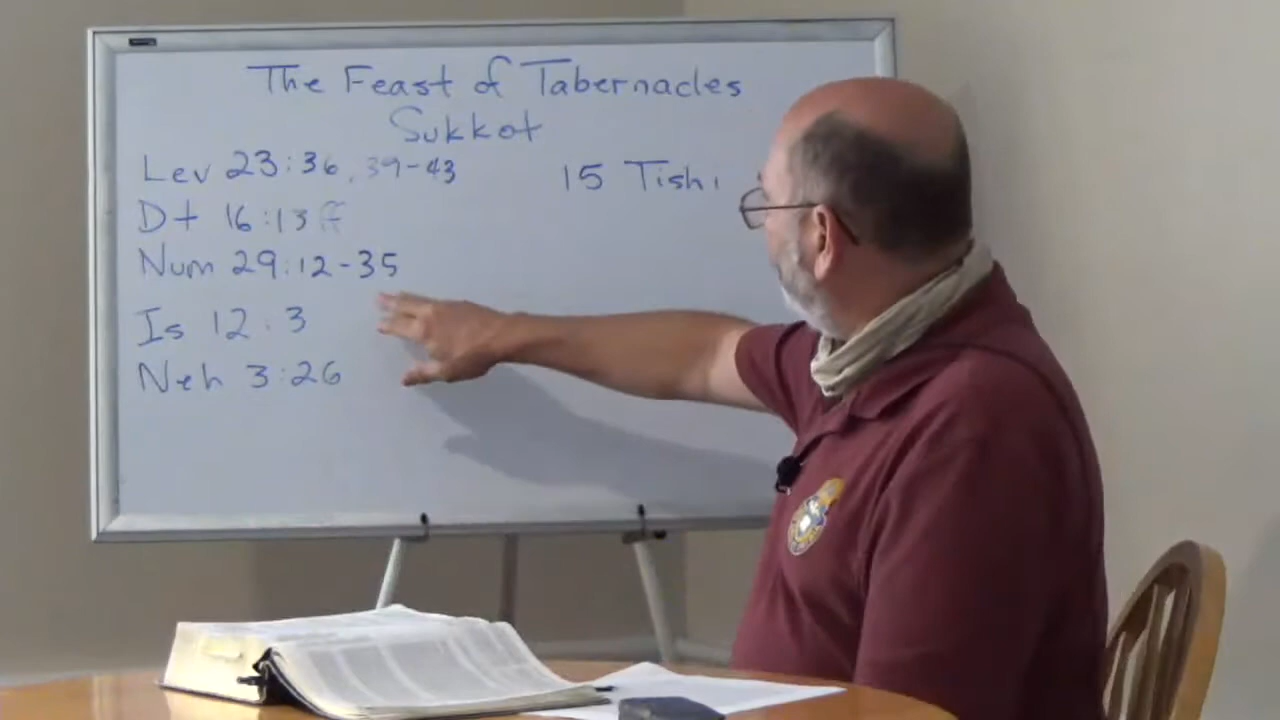 The Feast of Tabernacles
Sukkot
Lev 23:36, 39-43
15 Tish
Dt 16:13 ff
Num 29:12-35
Is 12:3
Neh 3:26